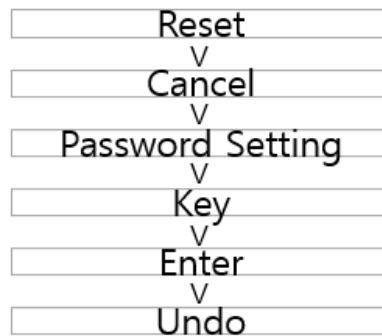 Reset
V
Cancel
V
Password Setting
V
Key
V
Enter
V
Undo